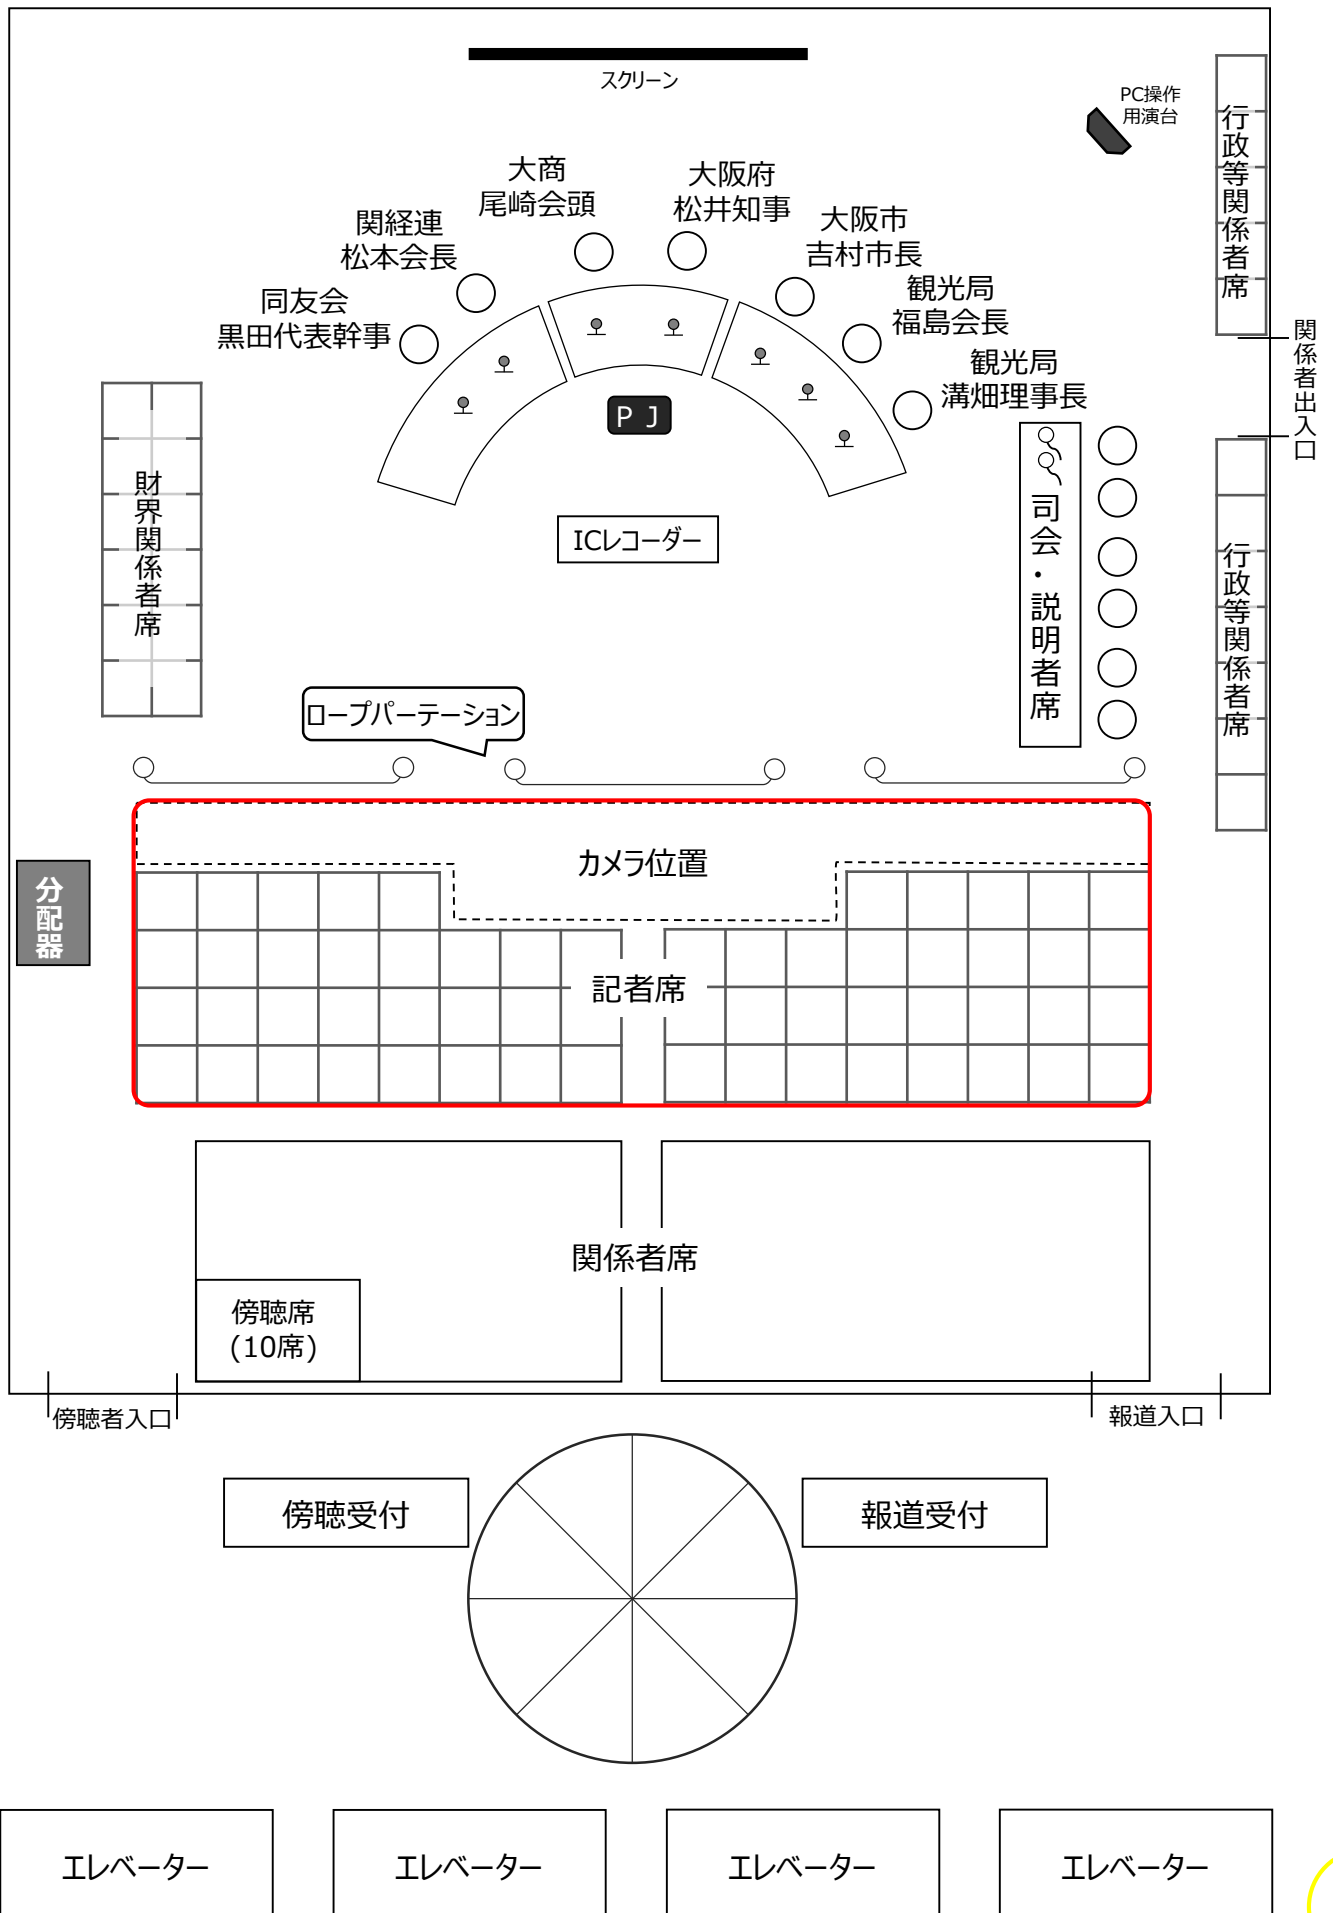 スクリーン
PC操作
用演台
行政等関係者席
大商
尾崎会頭
大阪府
松井知事
関経連
松本会長
大阪市
吉村市長
同友会
黒田代表幹事
観光局
福島会長
観光局
溝畑理事長
関係者出入口
PJ
財界関係者席
ICレコーダー
司会・説明者席
行政等関係者席
ロープパーテーション
カメラ位置
分配器
記者席
関係者席
傍聴席
(10席)
傍聴者入口
報道入口
傍聴受付
報道受付
エレベーター
エレベーター
エレベーター
エレベーター